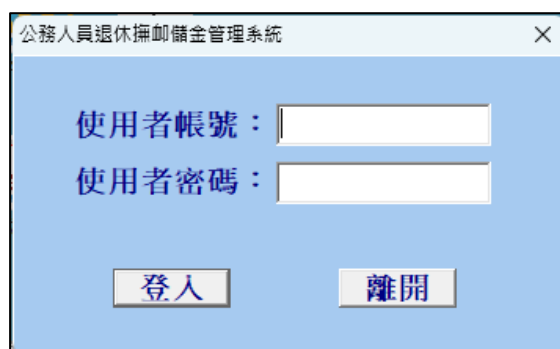 公務人員退休撫卹儲金管理系統
使用者帳號：
使用者密碼：
登入 離開